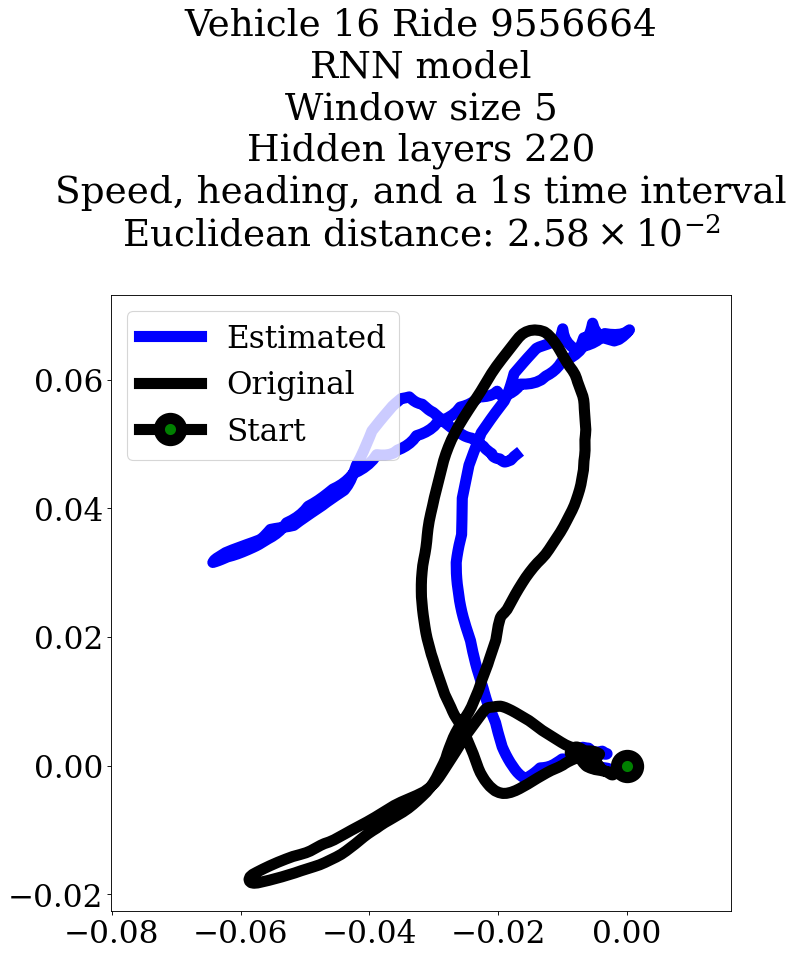 Vehicle 16 Ride 9556664
RNN model
Window size 5
Hidden layers 220
Speed, heading, and a 1s time interval
Euclidean distance: 2.58 × 10⁻²
Estimated
Original
Start
0.06
0.04
0.02
0.00
−0.02
−0.08 −0.06 −0.04 −0.02 0.00